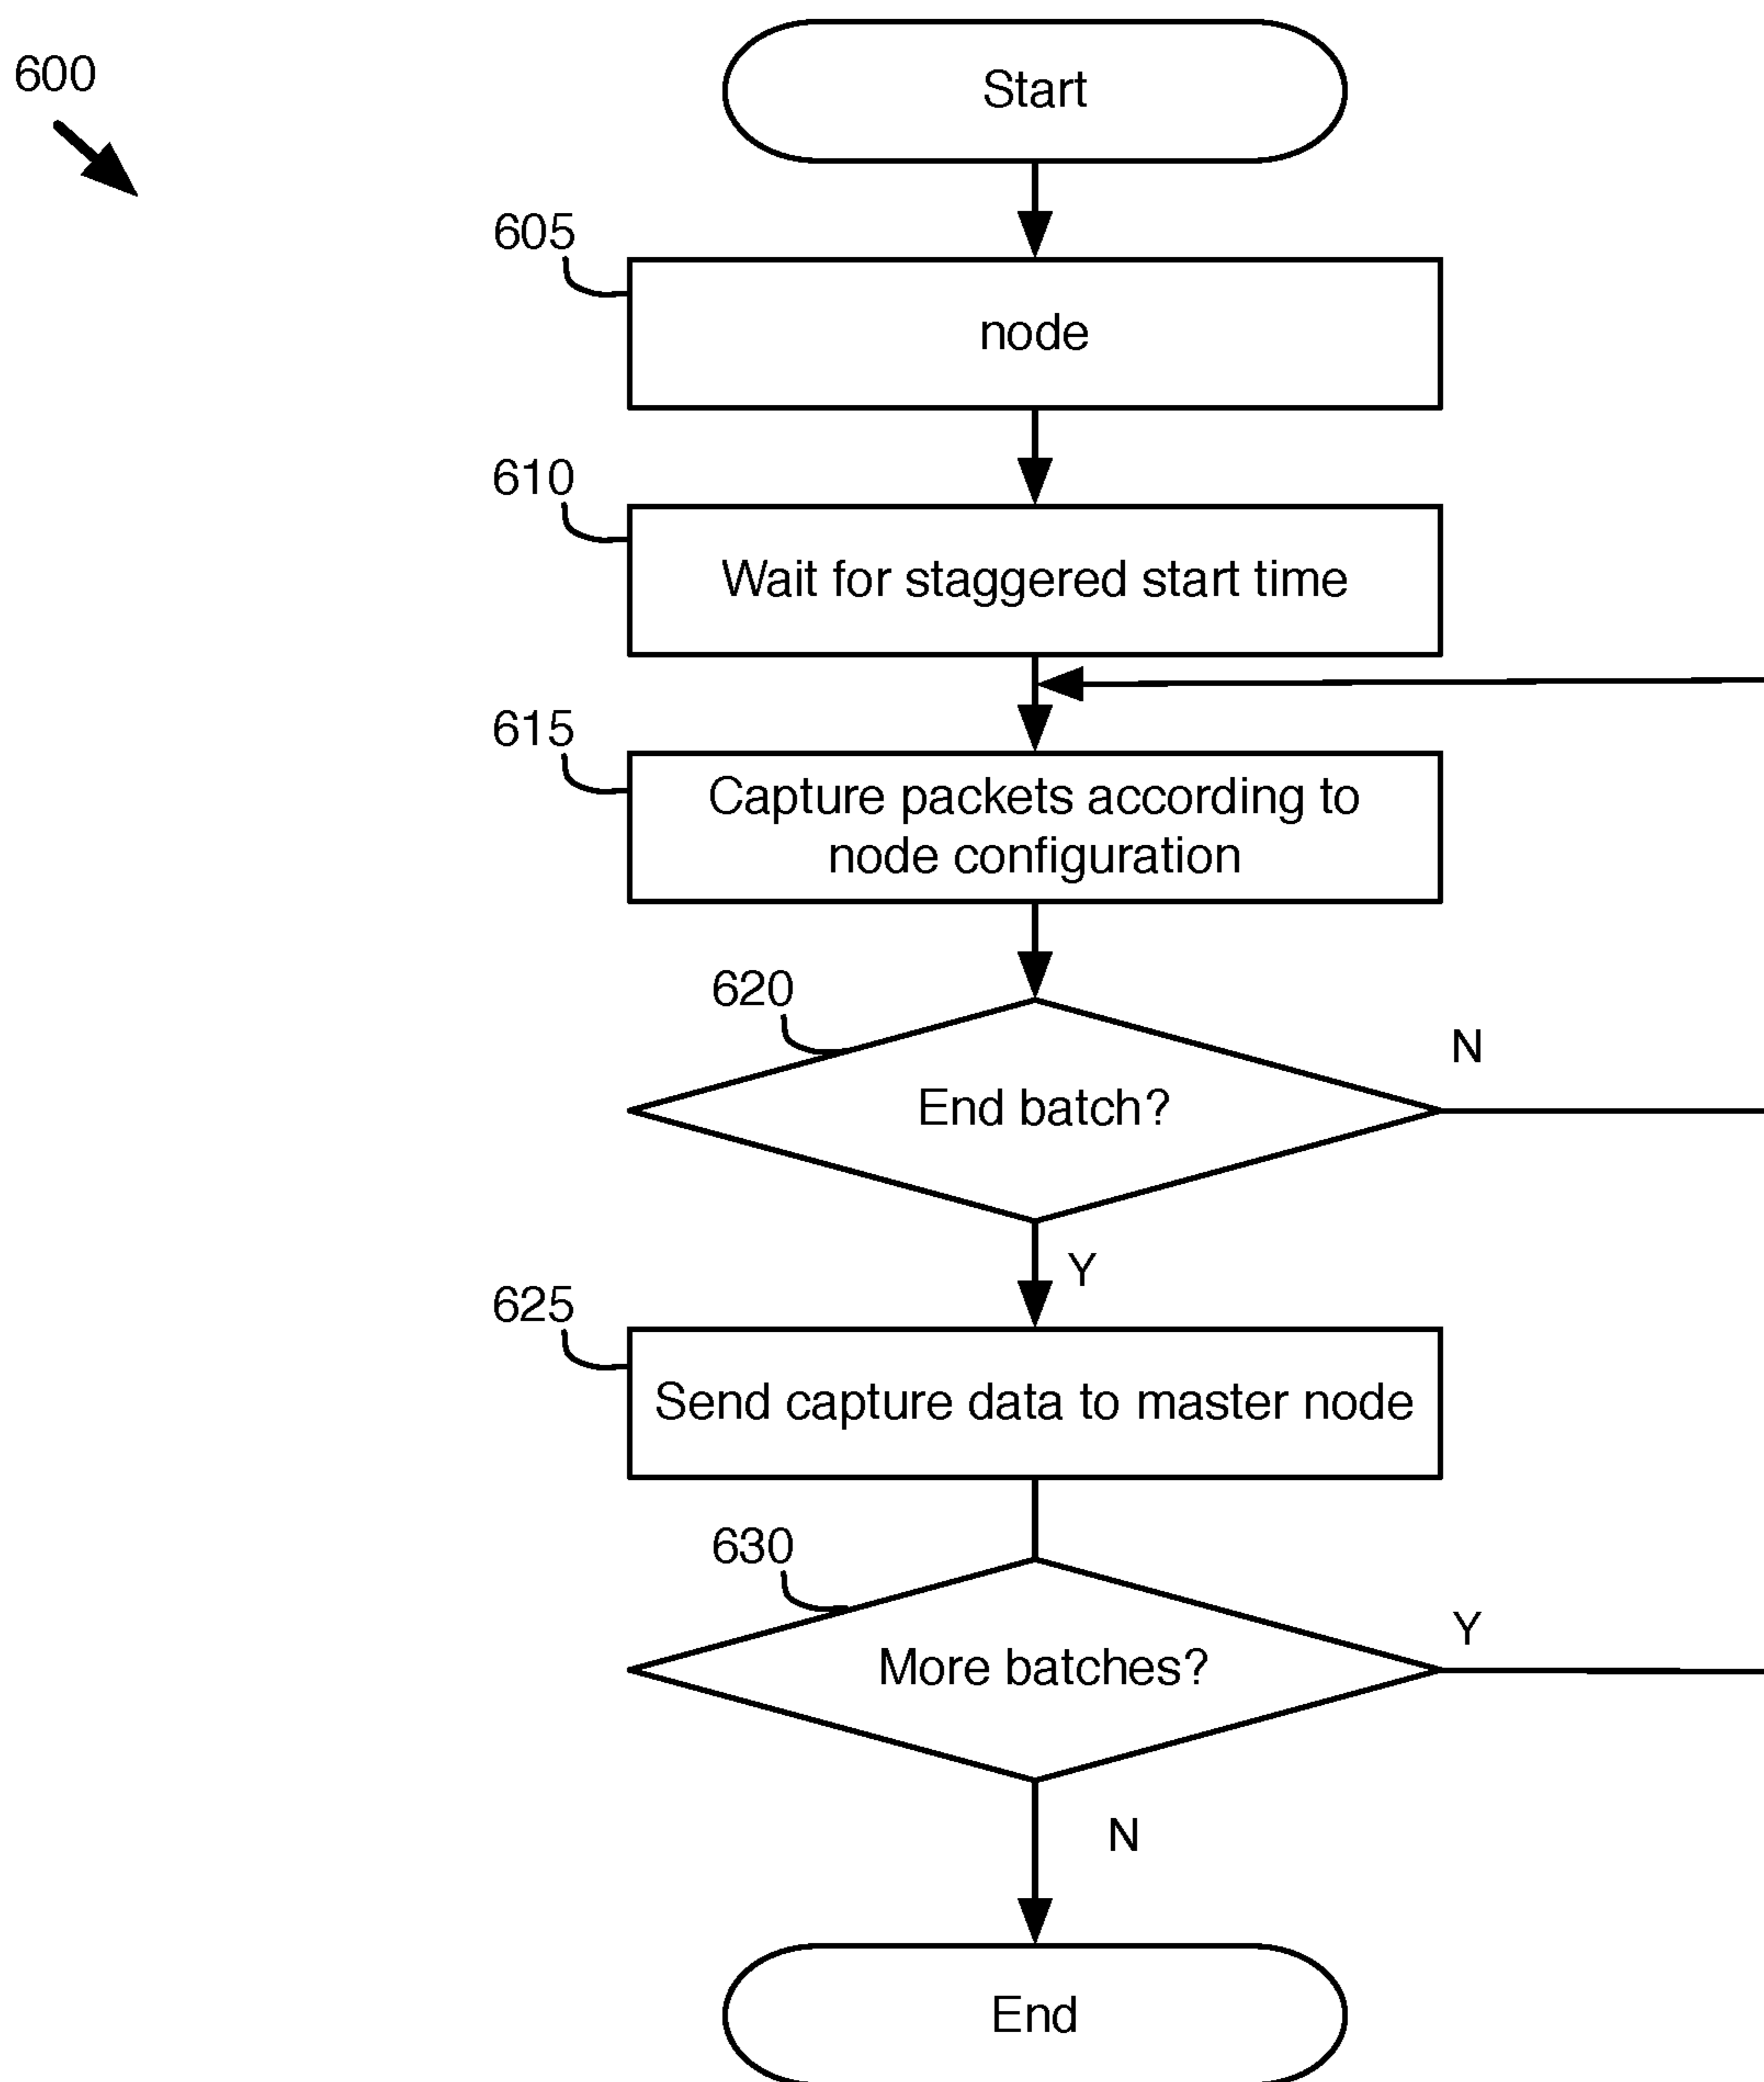 600
Start
605
node
610
Wait for staggered start time
615
Capture packets according to
node configuration
620
N
End batch?
Y
625
Send capture data to master node
630
Y
More batches?
N
End